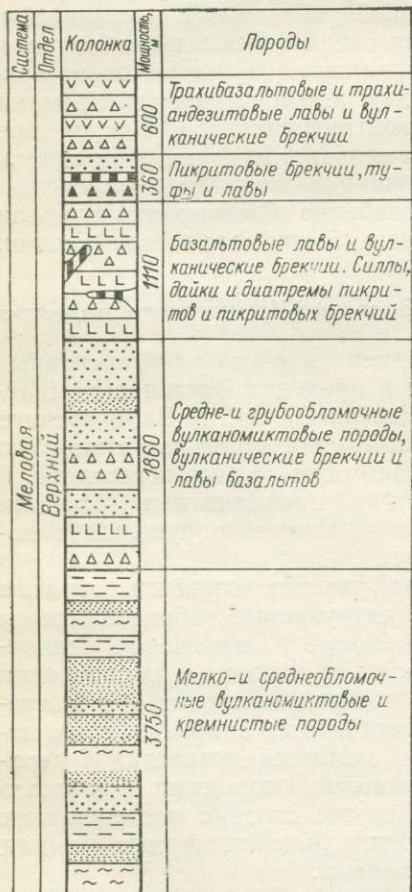 Система
Отдел
Колонка
Мощность, м
Породы
600
Трахибазальтовые и трахи-
андезитовые лавы и вул-
канические брекчии
360
Пикритовые брекчии, ту-
фы и лавы
1110
Базальтовые лавы и вул-
канические брекчии. Силлы,
дайки и диатремы пикри-
тов и пикритовых брекчий
Меловая
Верхний
1860
Средне-и грубообломочные
вулканомиктовые породы,
вулканические брекчии и
лавы базальтов
3750
Мелко-и среднеобломоч-
ные вулканомиктовые и
кремнистые породы